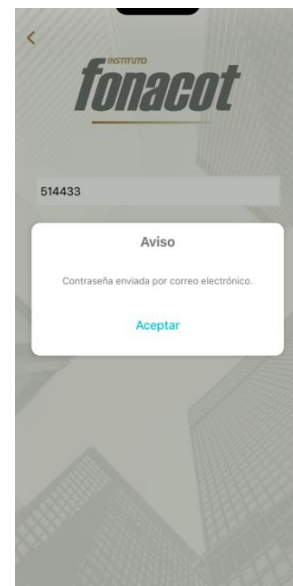 INSTITUTO
fonacot
514433
Aviso
Contraseña enviada por correo electrónico.
Aceptar